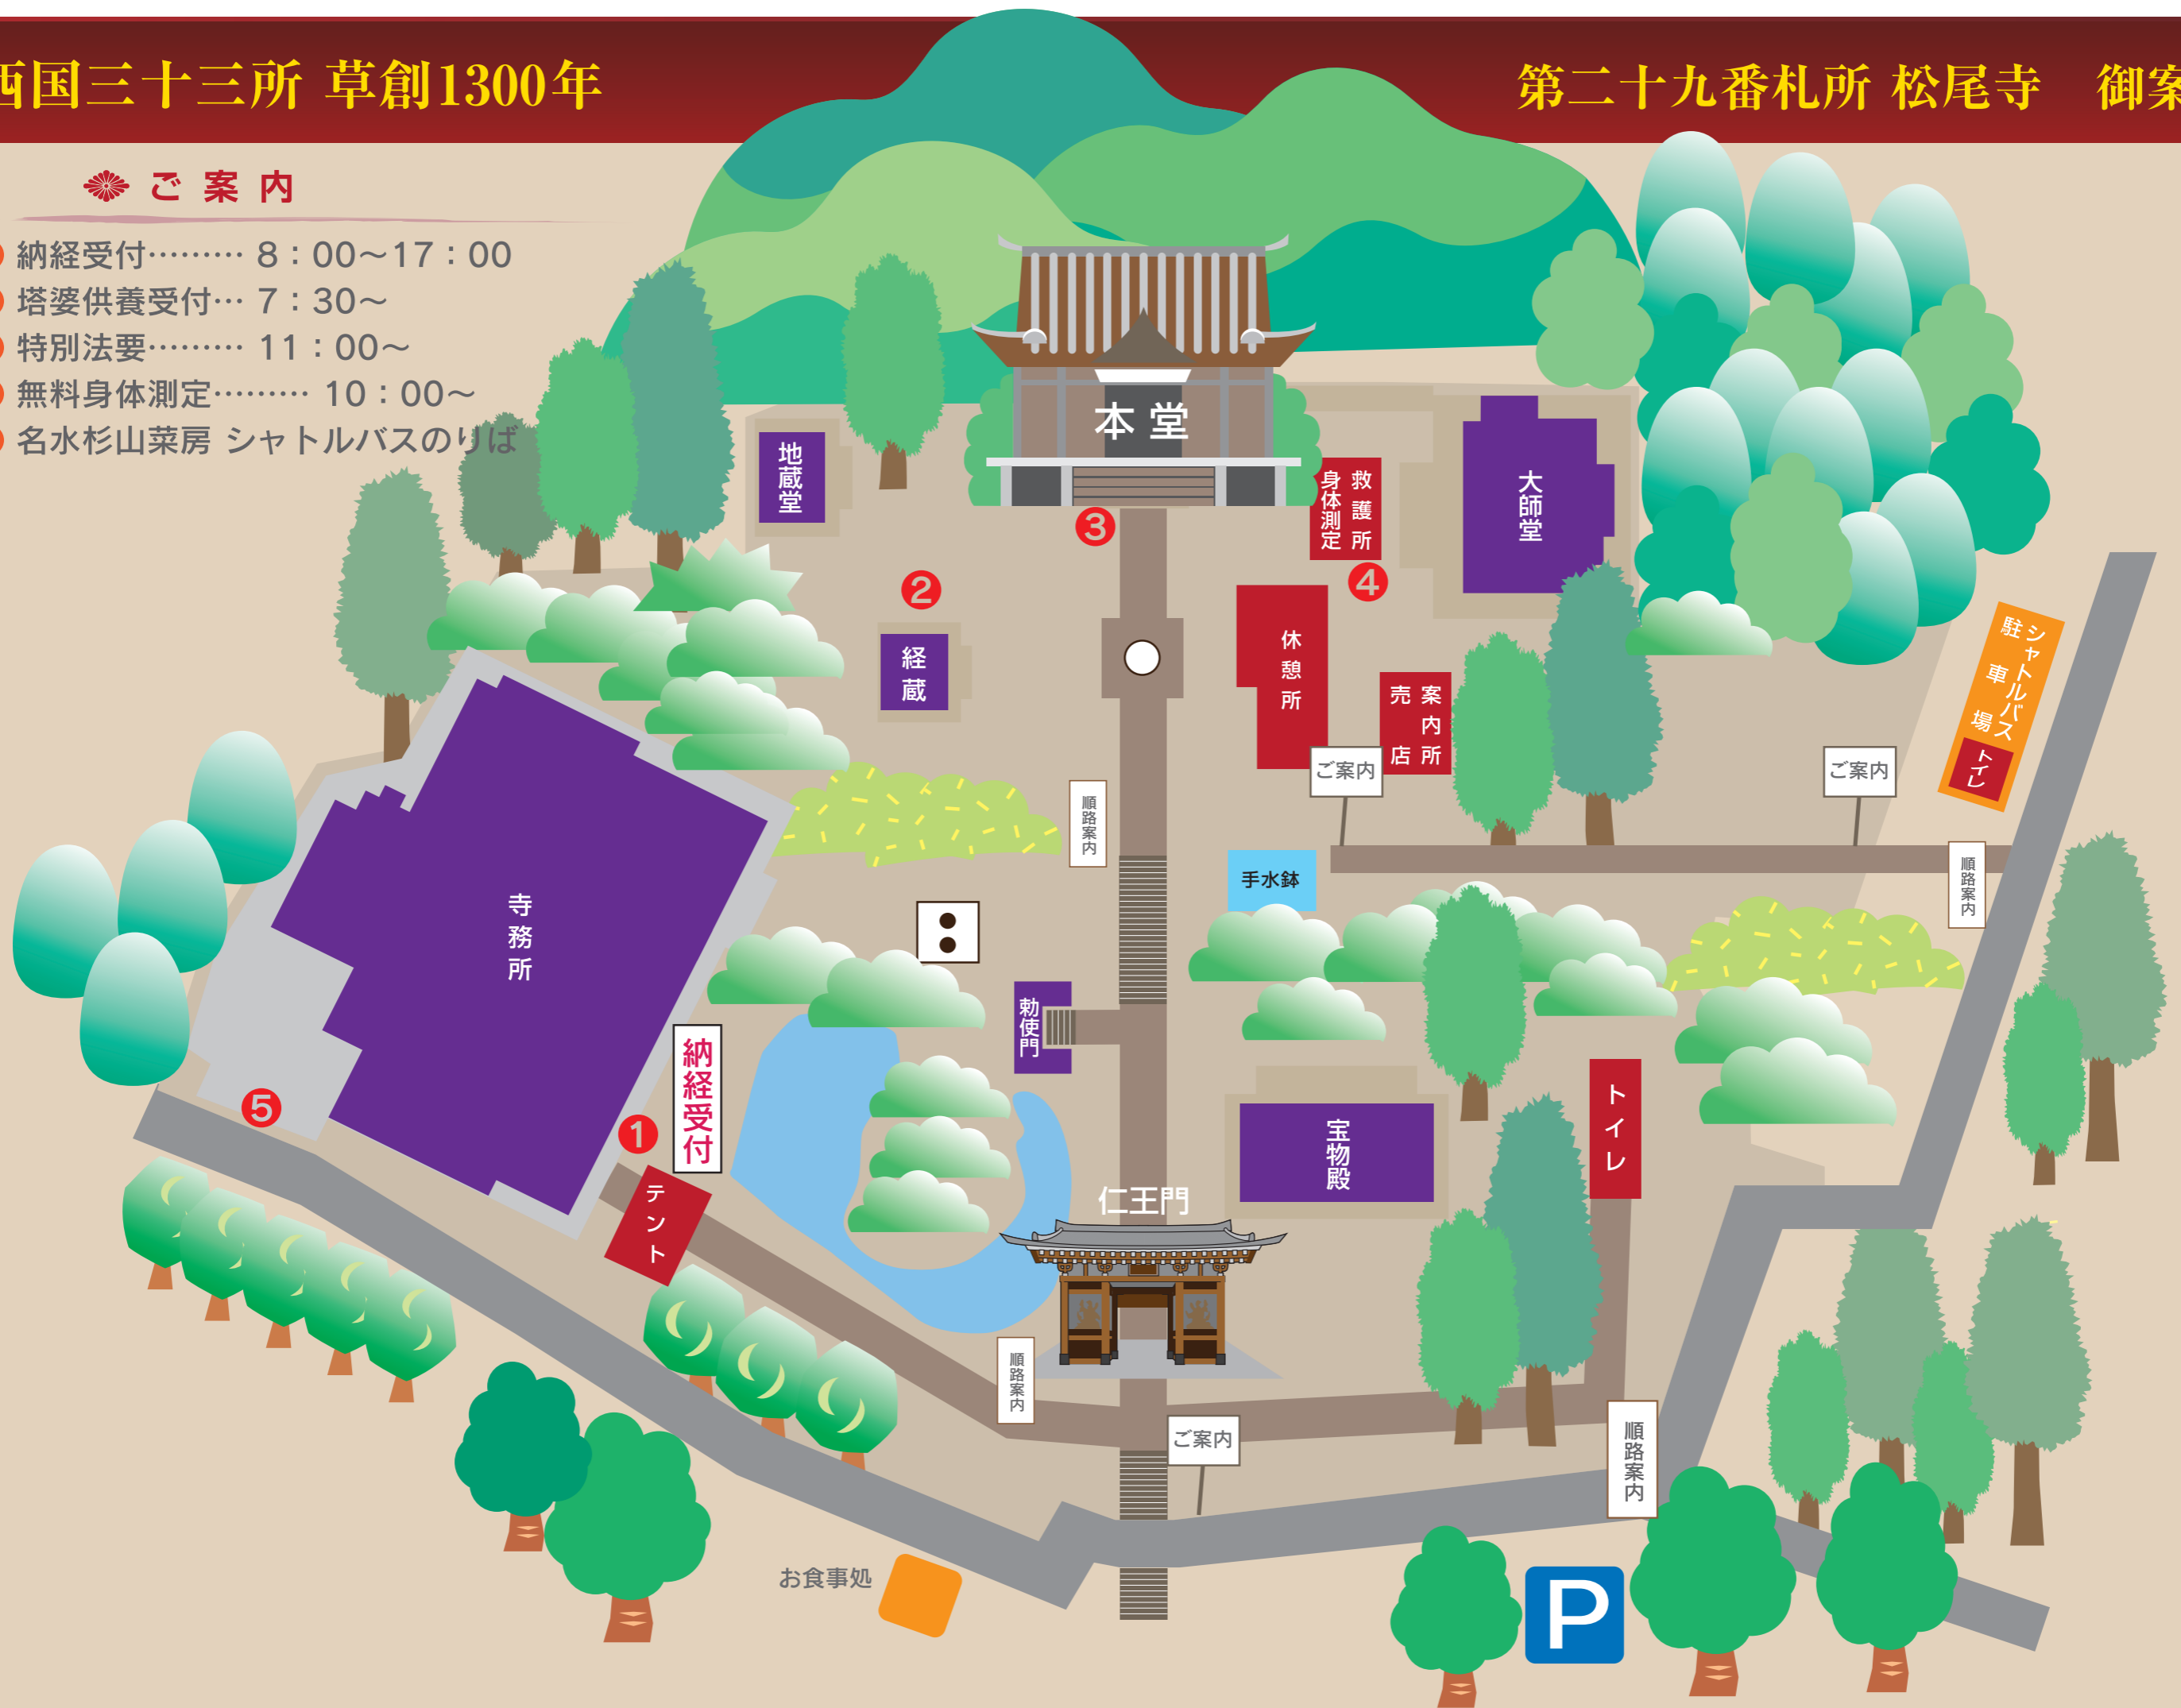 西国三十三所 草創1300年
第二十九番札所 松尾寺　御案
ご案内
納経受付……… 8：00～17：00
塔婆供養受付… 7：30～
特別法要……… 11：00～
無料身体測定……… 10：00～
名水杉山菜房 シャトルバスのりば
本堂
地蔵堂
救護所
身体測定
大師堂
3
2
4
経蔵
休憩所
案内所
売店
シャトルバス
駐車場
トイレ
ご案内
ご案内
順路案内
順路案内
手水鉢
寺務所
勅使門
納経受付
5
1
テント
トイレ
宝物殿
仁王門
順路案内
ご案内
順路案内
お食事処
P